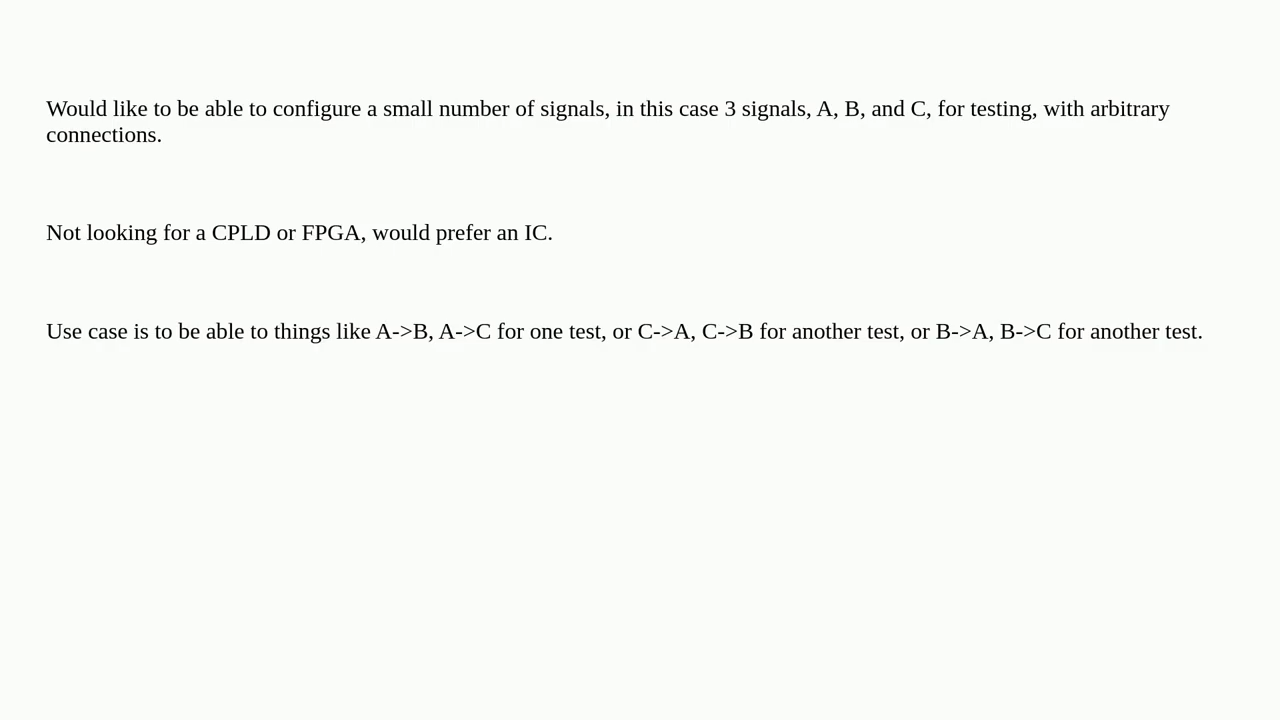 Would like to be able to configure a small number of signals, in this case 3 signals, A, B, and C, for testing, with arbitrary
connections.
Not looking for a CPLD or FPGA, would prefer an IC.
Use case is to be able to things like A->B, A->C for one test, or C->A, C->B for another test, or B->A, B->C for another test.